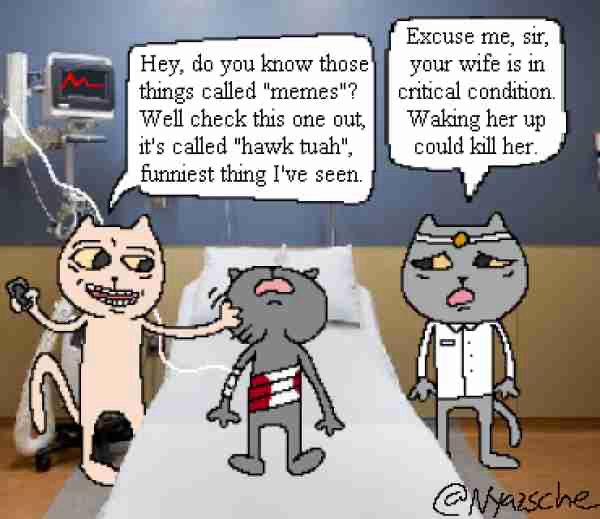 Hey, do you know those
things called "memes"?
Well check this one out,
it's called "hawk tuah",
funniest thing I've seen.
Excuse me, sir,
your wife is in
critical condition.
Waking her up
could kill her.
@Nyazsche